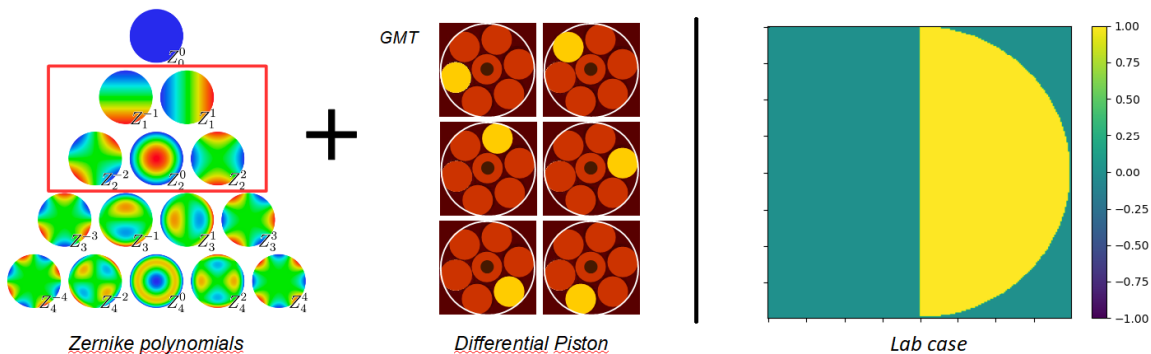 Z_0^0
Z_1^{-1} Z_1^1
Z_2^{-2} Z_2^0 Z_2^2
Z_3^{-3} Z_3^{-1} Z_3^1 Z_3^3
Z_4^{-4} Z_4^{-2} Z_4^0 Z_4^2 Z_4^4
Zernike polynomials
+
GMT
Differential Piston
1.00
0.75
0.50
0.25
0.00
−0.25
−0.50
−0.75
−1.00
Lab case